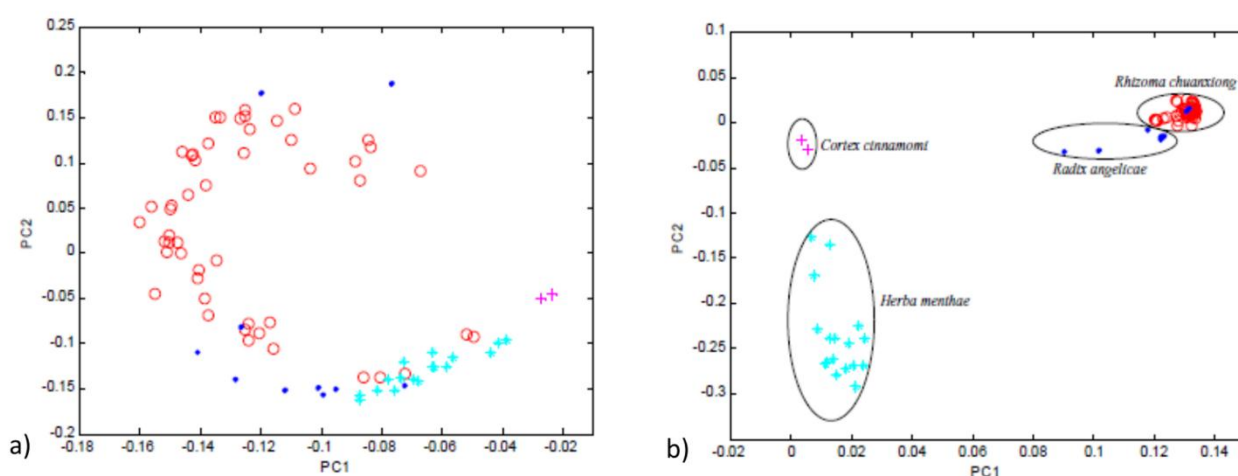 0.25
0.2
0.15
0.1
0.05
0
-0.05
-0.1
-0.15
-0.2
PC2
-0.18 -0.16 -0.14 -0.12 -0.1 -0.08 -0.06 -0.04 -0.02
PC1
a)
0.1
0.05
0
-0.05
-0.1
-0.15
-0.2
-0.25
-0.3
PC2
Rhizoma chuanxiong
Cortex cinnamomi
Radix angelicae
Herba menthae
-0.02 0 0.02 0.04 0.06 0.08 0.1 0.12 0.14
PC1
b)